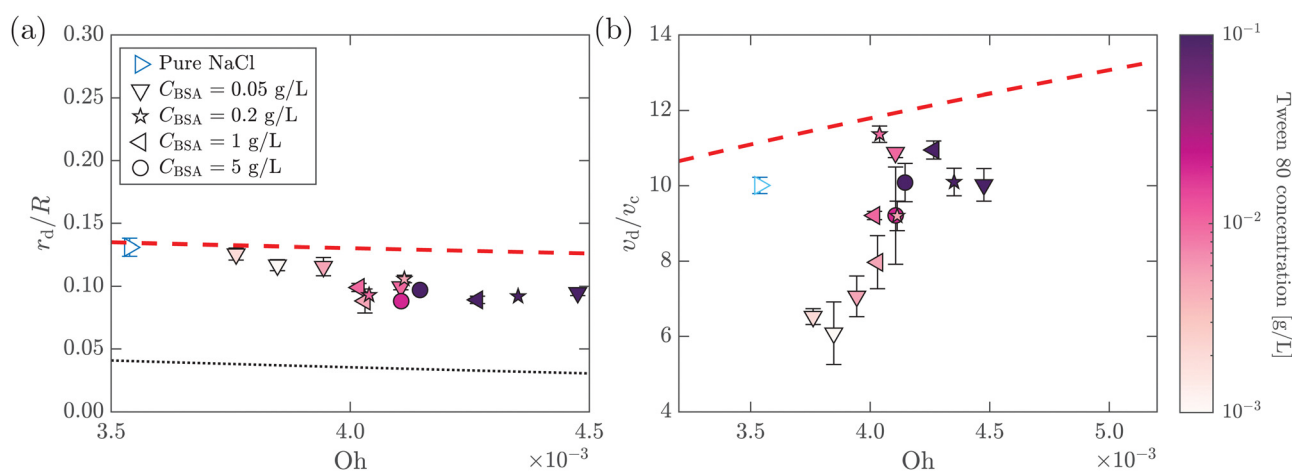 (a)
0.30
0.25
0.20
0.15
0.10
0.05
0.00
r_d/R
Pure NaCl
C_BSA = 0.05 g/L
C_BSA = 0.2 g/L
C_BSA = 1 g/L
C_BSA = 5 g/L
3.5
4.0
4.5
Oh
×10⁻³
(b)
14
12
10
8
6
4
v_d/v_c
3.5
4.0
4.5
5.0
Oh
×10⁻³
10⁻¹
10⁻²
10⁻³
Tween 80 concentration [g/L]